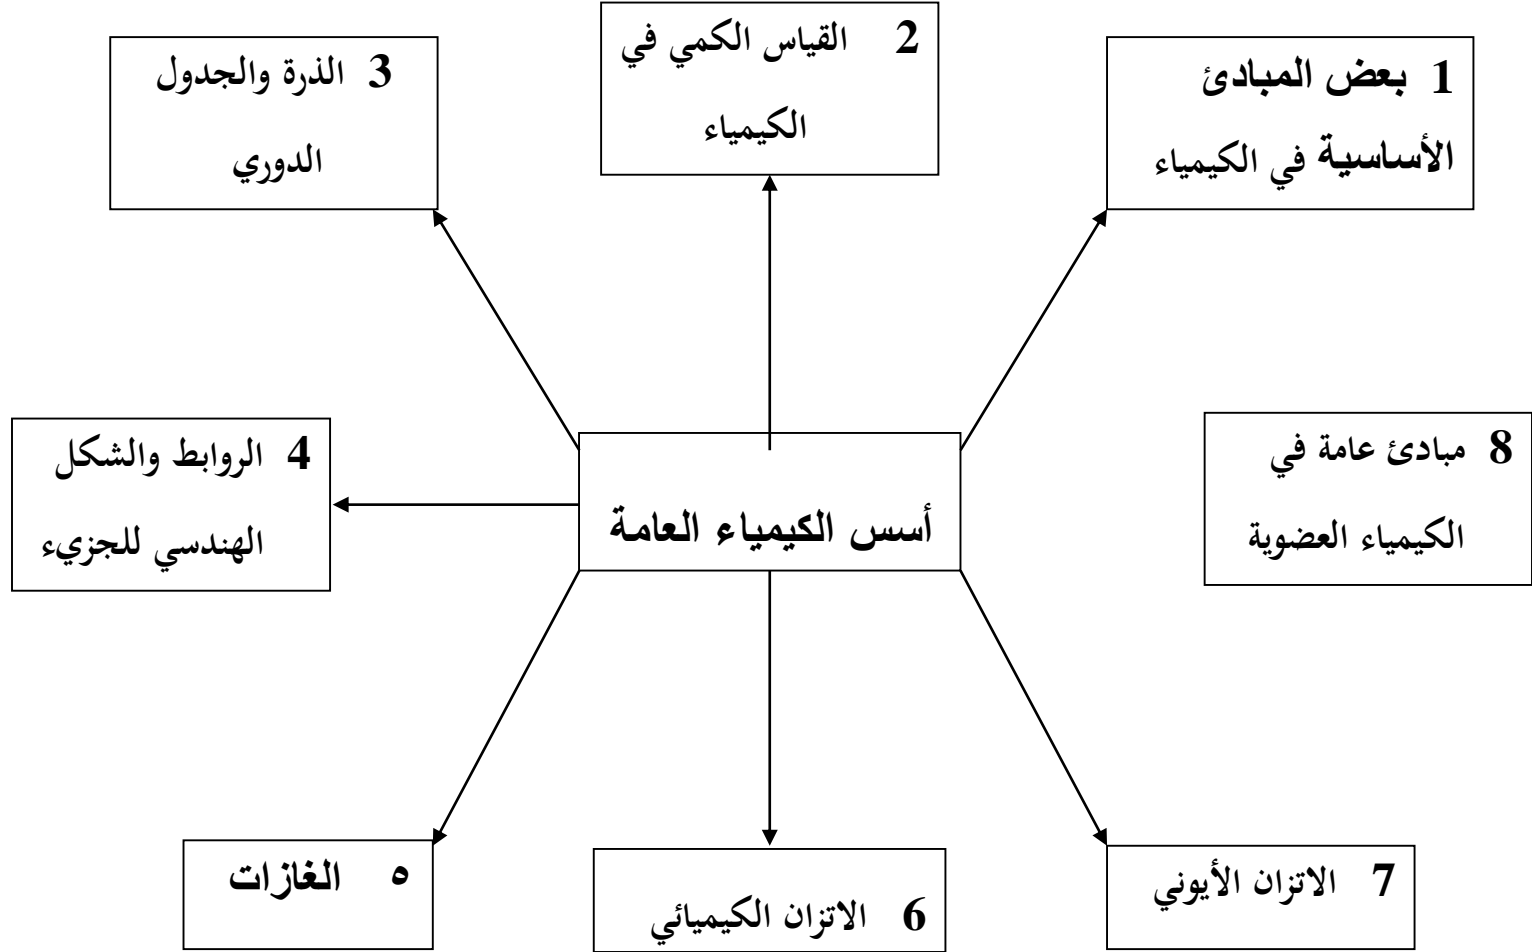 1 بعض المبادئ
الأساسية في الكيمياء
2 القياس الكمي في
الكيمياء
3 الذرة والجدول
الدوري
4 الروابط والشكل
الهندسي للجزيء
أسس الكيمياء العامة
8 مبادئ عامة في
الكيمياء العضوية
٥ الغازات
6 الاتزان الكيميائي
7 الاتزان الأيوني